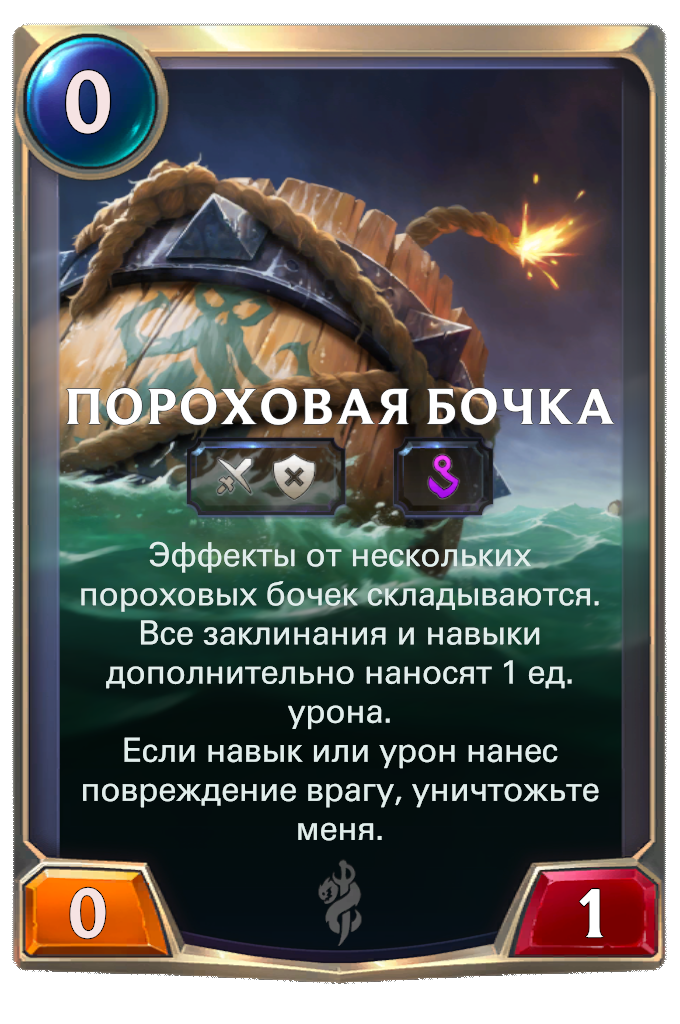 0
ПОРОХОВАЯ БОЧКА
Эффекты от нескольких
пороховых бочек складываются.
Все заклинания и навыки
дополнительно наносят 1 ед.
урона.
Если навык или урон нанес
повреждение врагу, уничтожьте
меня.
0
1